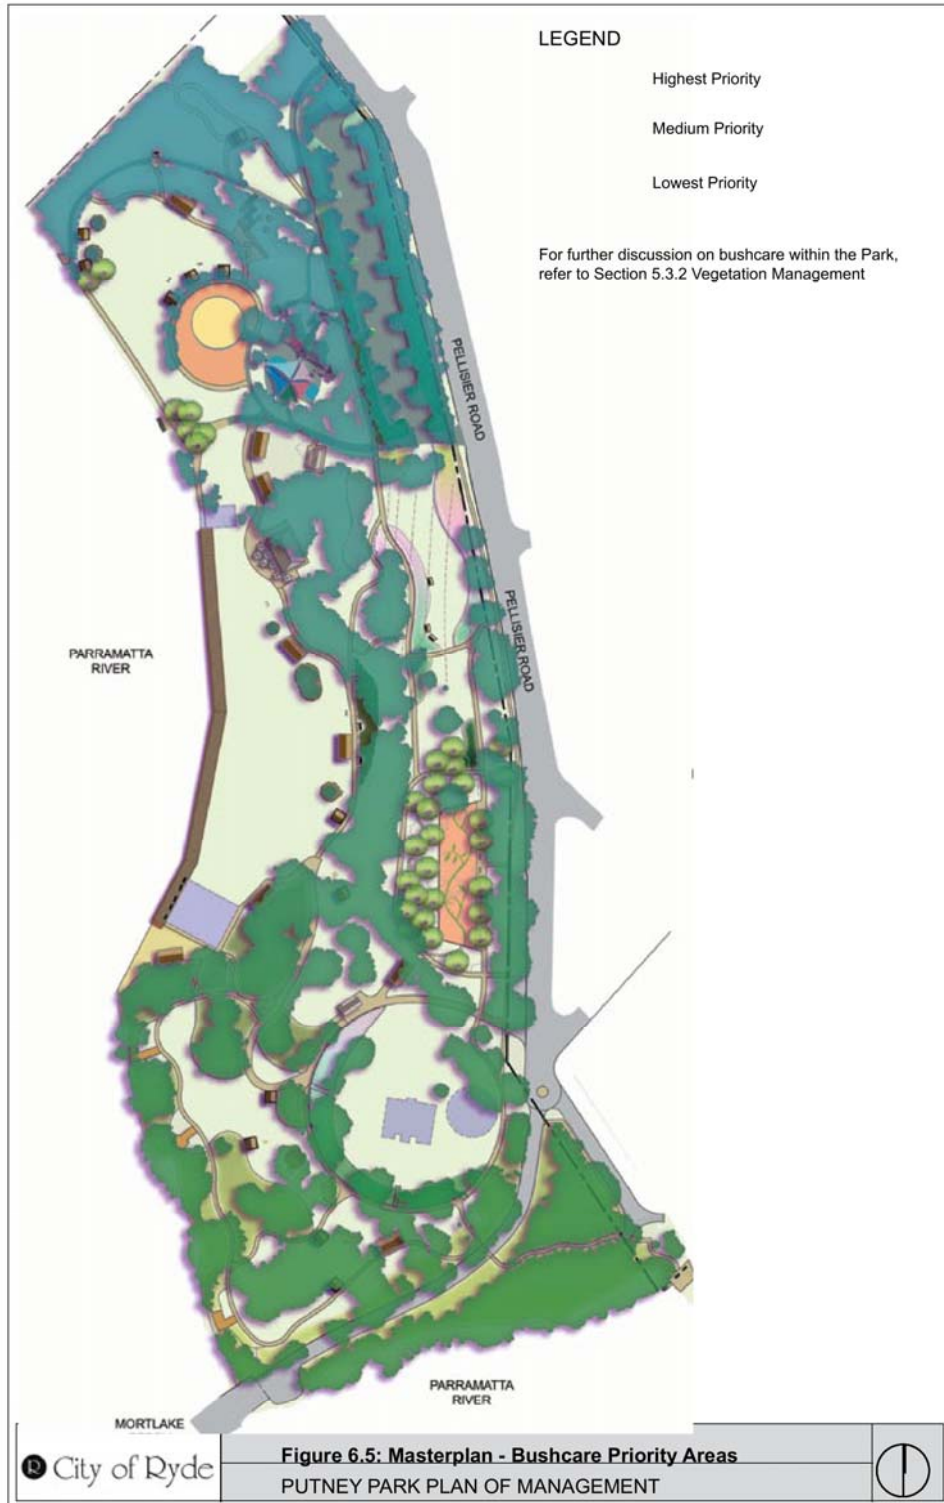 LEGEND
Highest Priority
Medium Priority
Lowest Priority
For further discussion on bushcare within the Park,
refer to Section 5.3.2 Vegetation Management
PELLISIER ROAD
PELLISIER ROAD
PARRAMATTA
RIVER
PARRAMATTA
RIVER
MORTLAKE
R City of Ryde
Figure 6.5: Masterplan - Bushcare Priority Areas
PUTNEY PARK PLAN OF MANAGEMENT